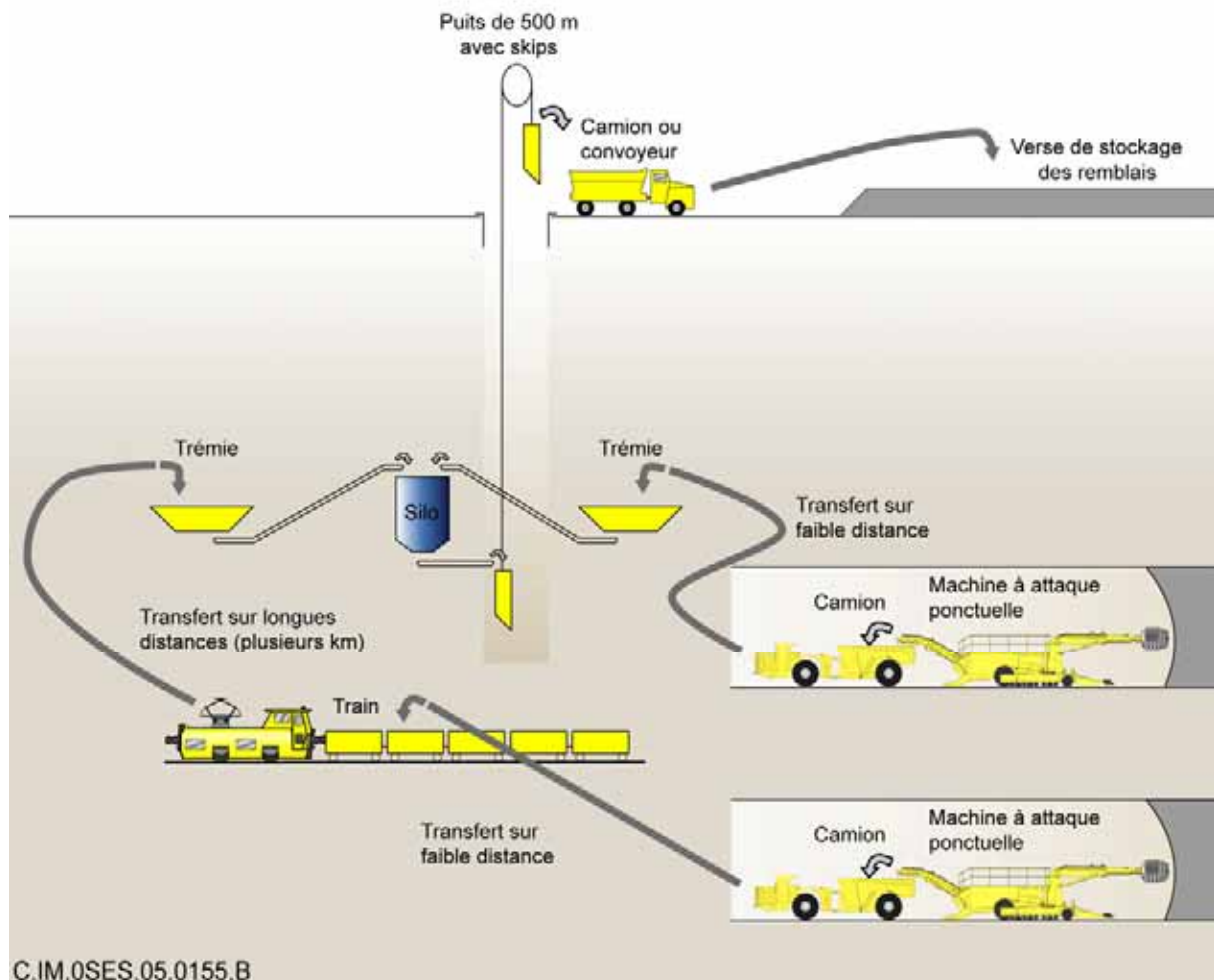 Puits de 500 m
avec skips
Camion ou
convoyeur
Verse de stockage
des remblais
Trémie
Trémie
Silo
Transfert sur
faible distance
Camion
Machine à attaque
ponctuelle
Transfert sur longues
distances (plusieurs km)
Train
Transfert sur
faible distance
Camion
Machine à attaque
ponctuelle
C.IM.0SES.05.0155.B